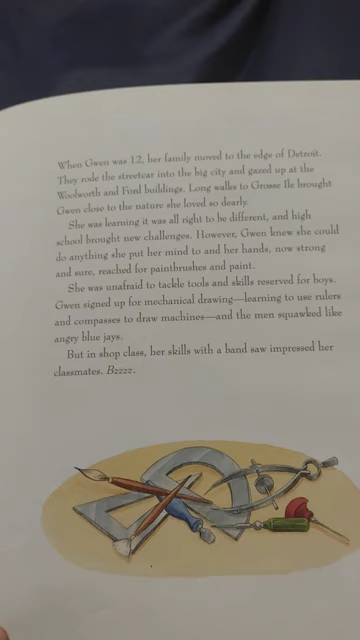 When Gwen was 12, her family moved to the edge of Detroit.
They rode the streetcar into the big city and gazed up at the
Woolworth and Ford buildings. Long walks to Grosse Ile brought
Gwen close to the nature she loved so dearly.
She was learning it was all right to be different, and high
school brought new challenges. However, Gwen knew she could
do anything she put her mind to and her hands, now strong
and sure, reached for paintbrushes and paint.
She was unafraid to tackle tools and skills reserved for boys.
Gwen signed up for mechanical drawing—learning to use rulers
and compasses to draw machines—and the men squawked like
angry blue jays.
But in shop class, her skills with a band saw impressed her
classmates. Bzzzz.